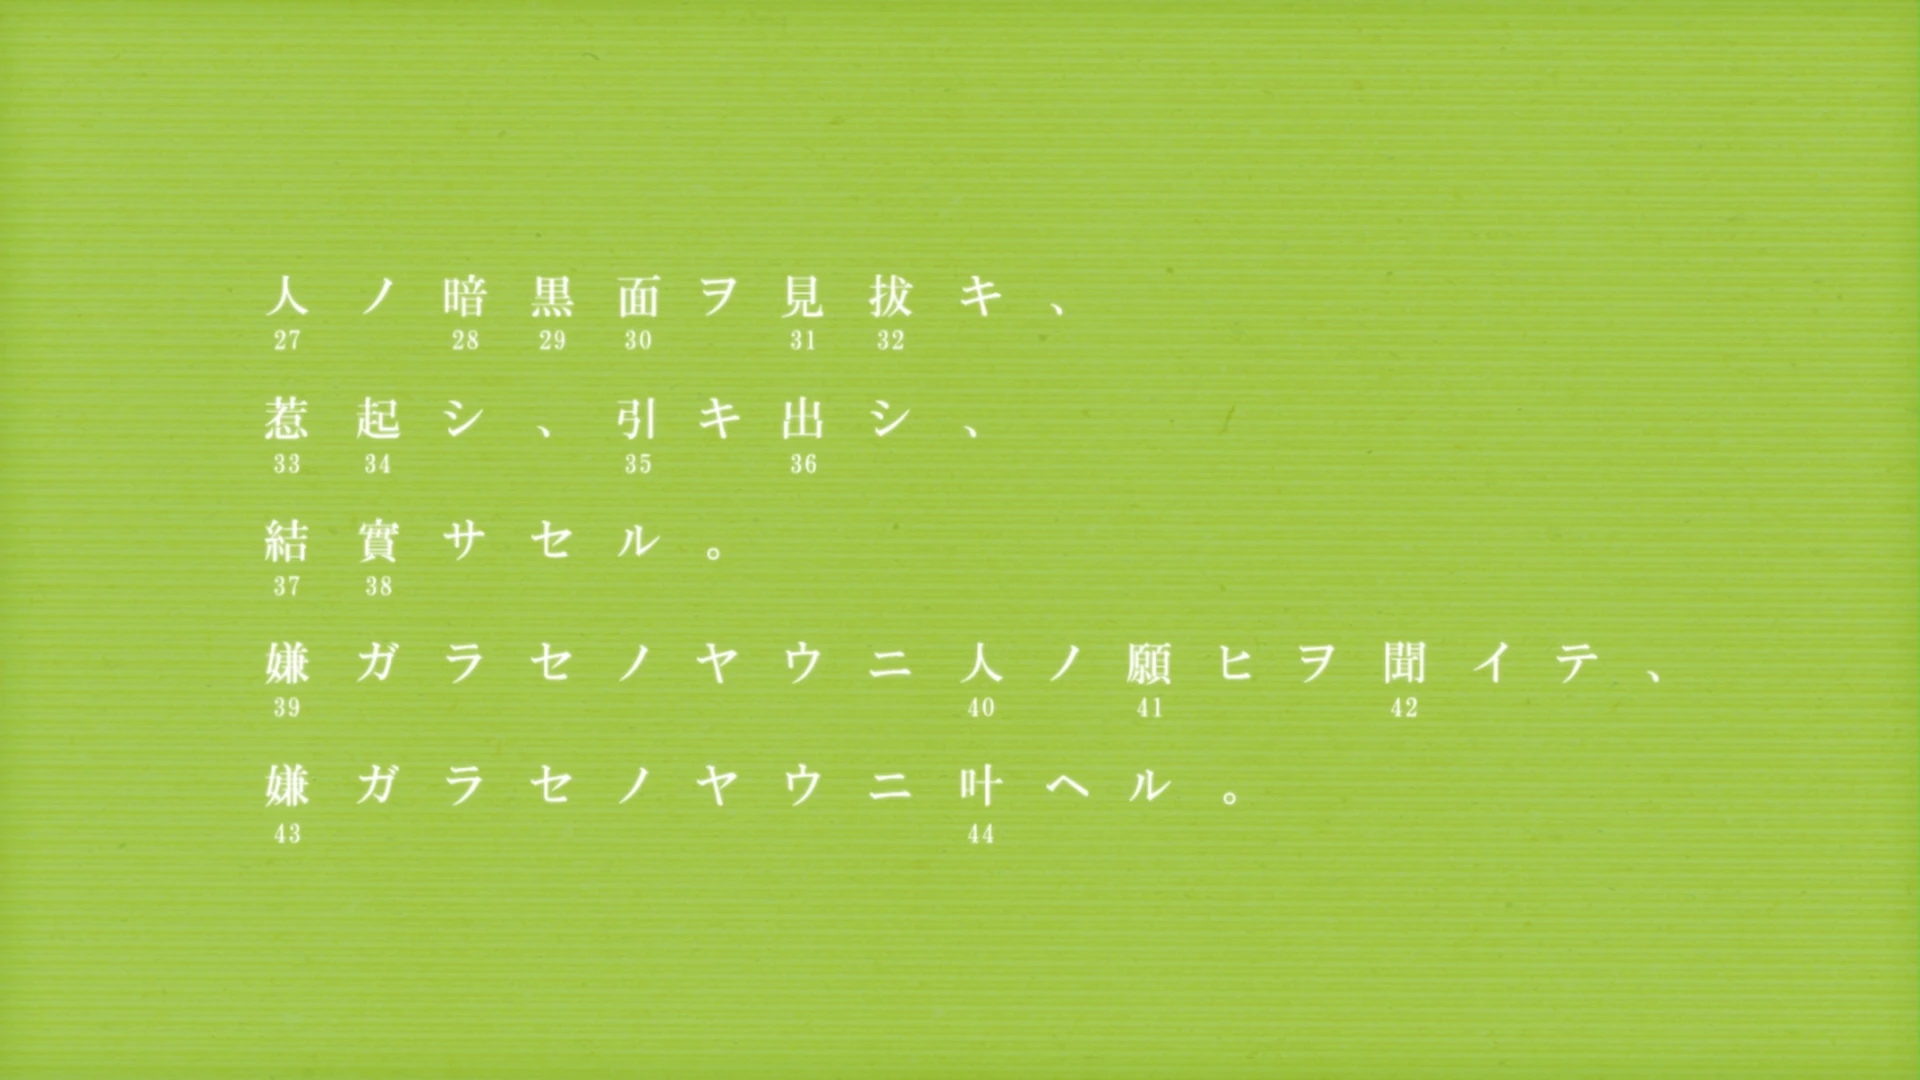 人ノ暗黒面ヲ見抜キ、
27 28 29 30 31 32
惹起シ、引キ出シ、
33 34 35 36
結實サセル。
37 38
嫌ガラセノヤウニ人ノ願ヒヲ聞イテ、
39 40 41 42
嫌ガラセノヤウニ叶ヘル。
43 44